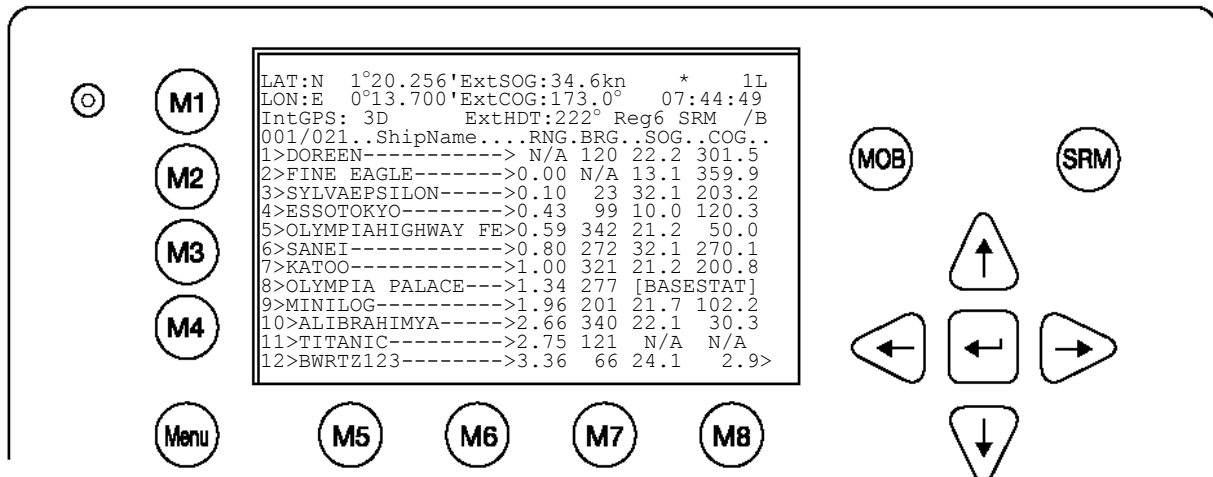 LAT:N  1°20.256'ExtSOG:34.6kn    *   1L
LON:E  0°13.700'ExtCOG:173.0°   07:44:49
IntGPS: 3D     ExtHDT:222° Reg6 SRM  /B
001/021..ShipName....RNG.BRG..SOG..COG..
1>DOREEN------------> N/A 120 22.2 301.5
2>FINE EAGLE------->0.00 N/A 13.1 359.9
3>SYLVAEPSILON----->0.10  23 32.1 203.2
4>ESSOTOKYO-------->0.43  99 10.0 120.3
5>OLYMPIAHIGHWAY FE>0.59 342 21.2  50.0
6>SANEI------------>0.80 272 32.1 270.1
7>KATOO------------>1.00 321 21.2 200.8
8>OLYMPIA PALACE--->1.34 277 [BASESTAT]
9>MINILOG---------->1.96 201 21.7 102.2
10>ALIBRAHIMYA----->2.66 340 22.1  30.3
11>TITANIC--------->2.75 121  N/A  N/A
12>BWRTZ123-------->3.36  66 24.1   2.9>
M1
M2
M3
M4
MOB
SRM
Menu
M5
M6
M7
M8